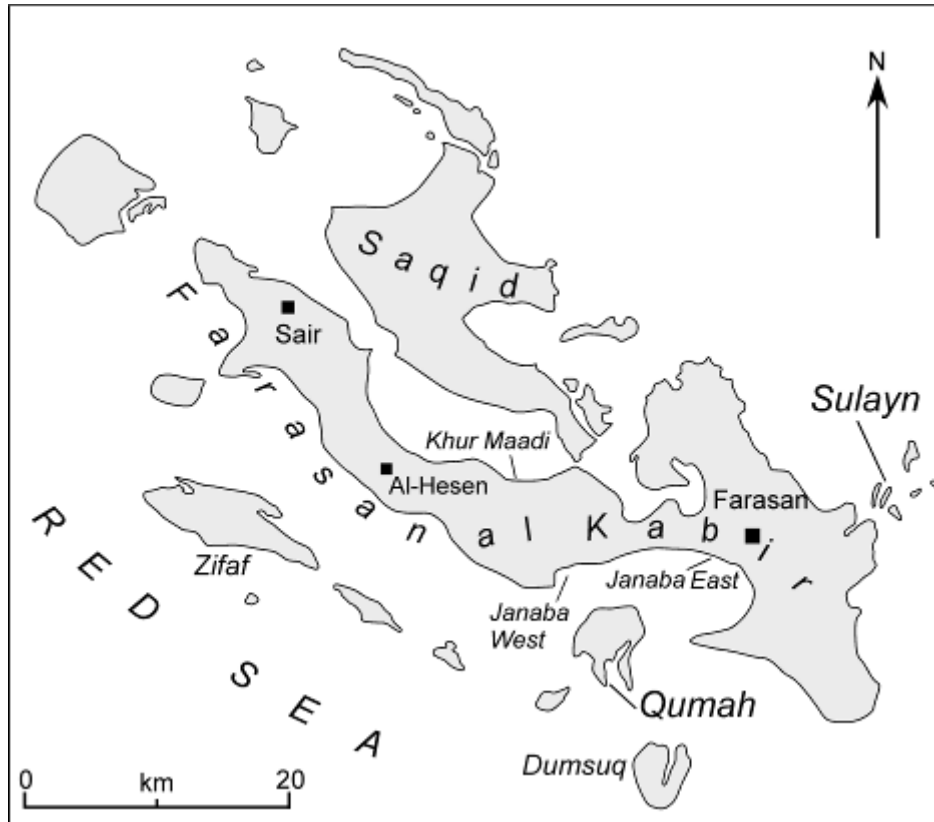 N
Saqid
Farasan al Kabir
Sair
Sulayn
Khur Maadi
Al-Hesen
Farasan
Zifaf
Janaba East
Janaba
West
RED SEA
Qumah
Dumsuq
0 20
km